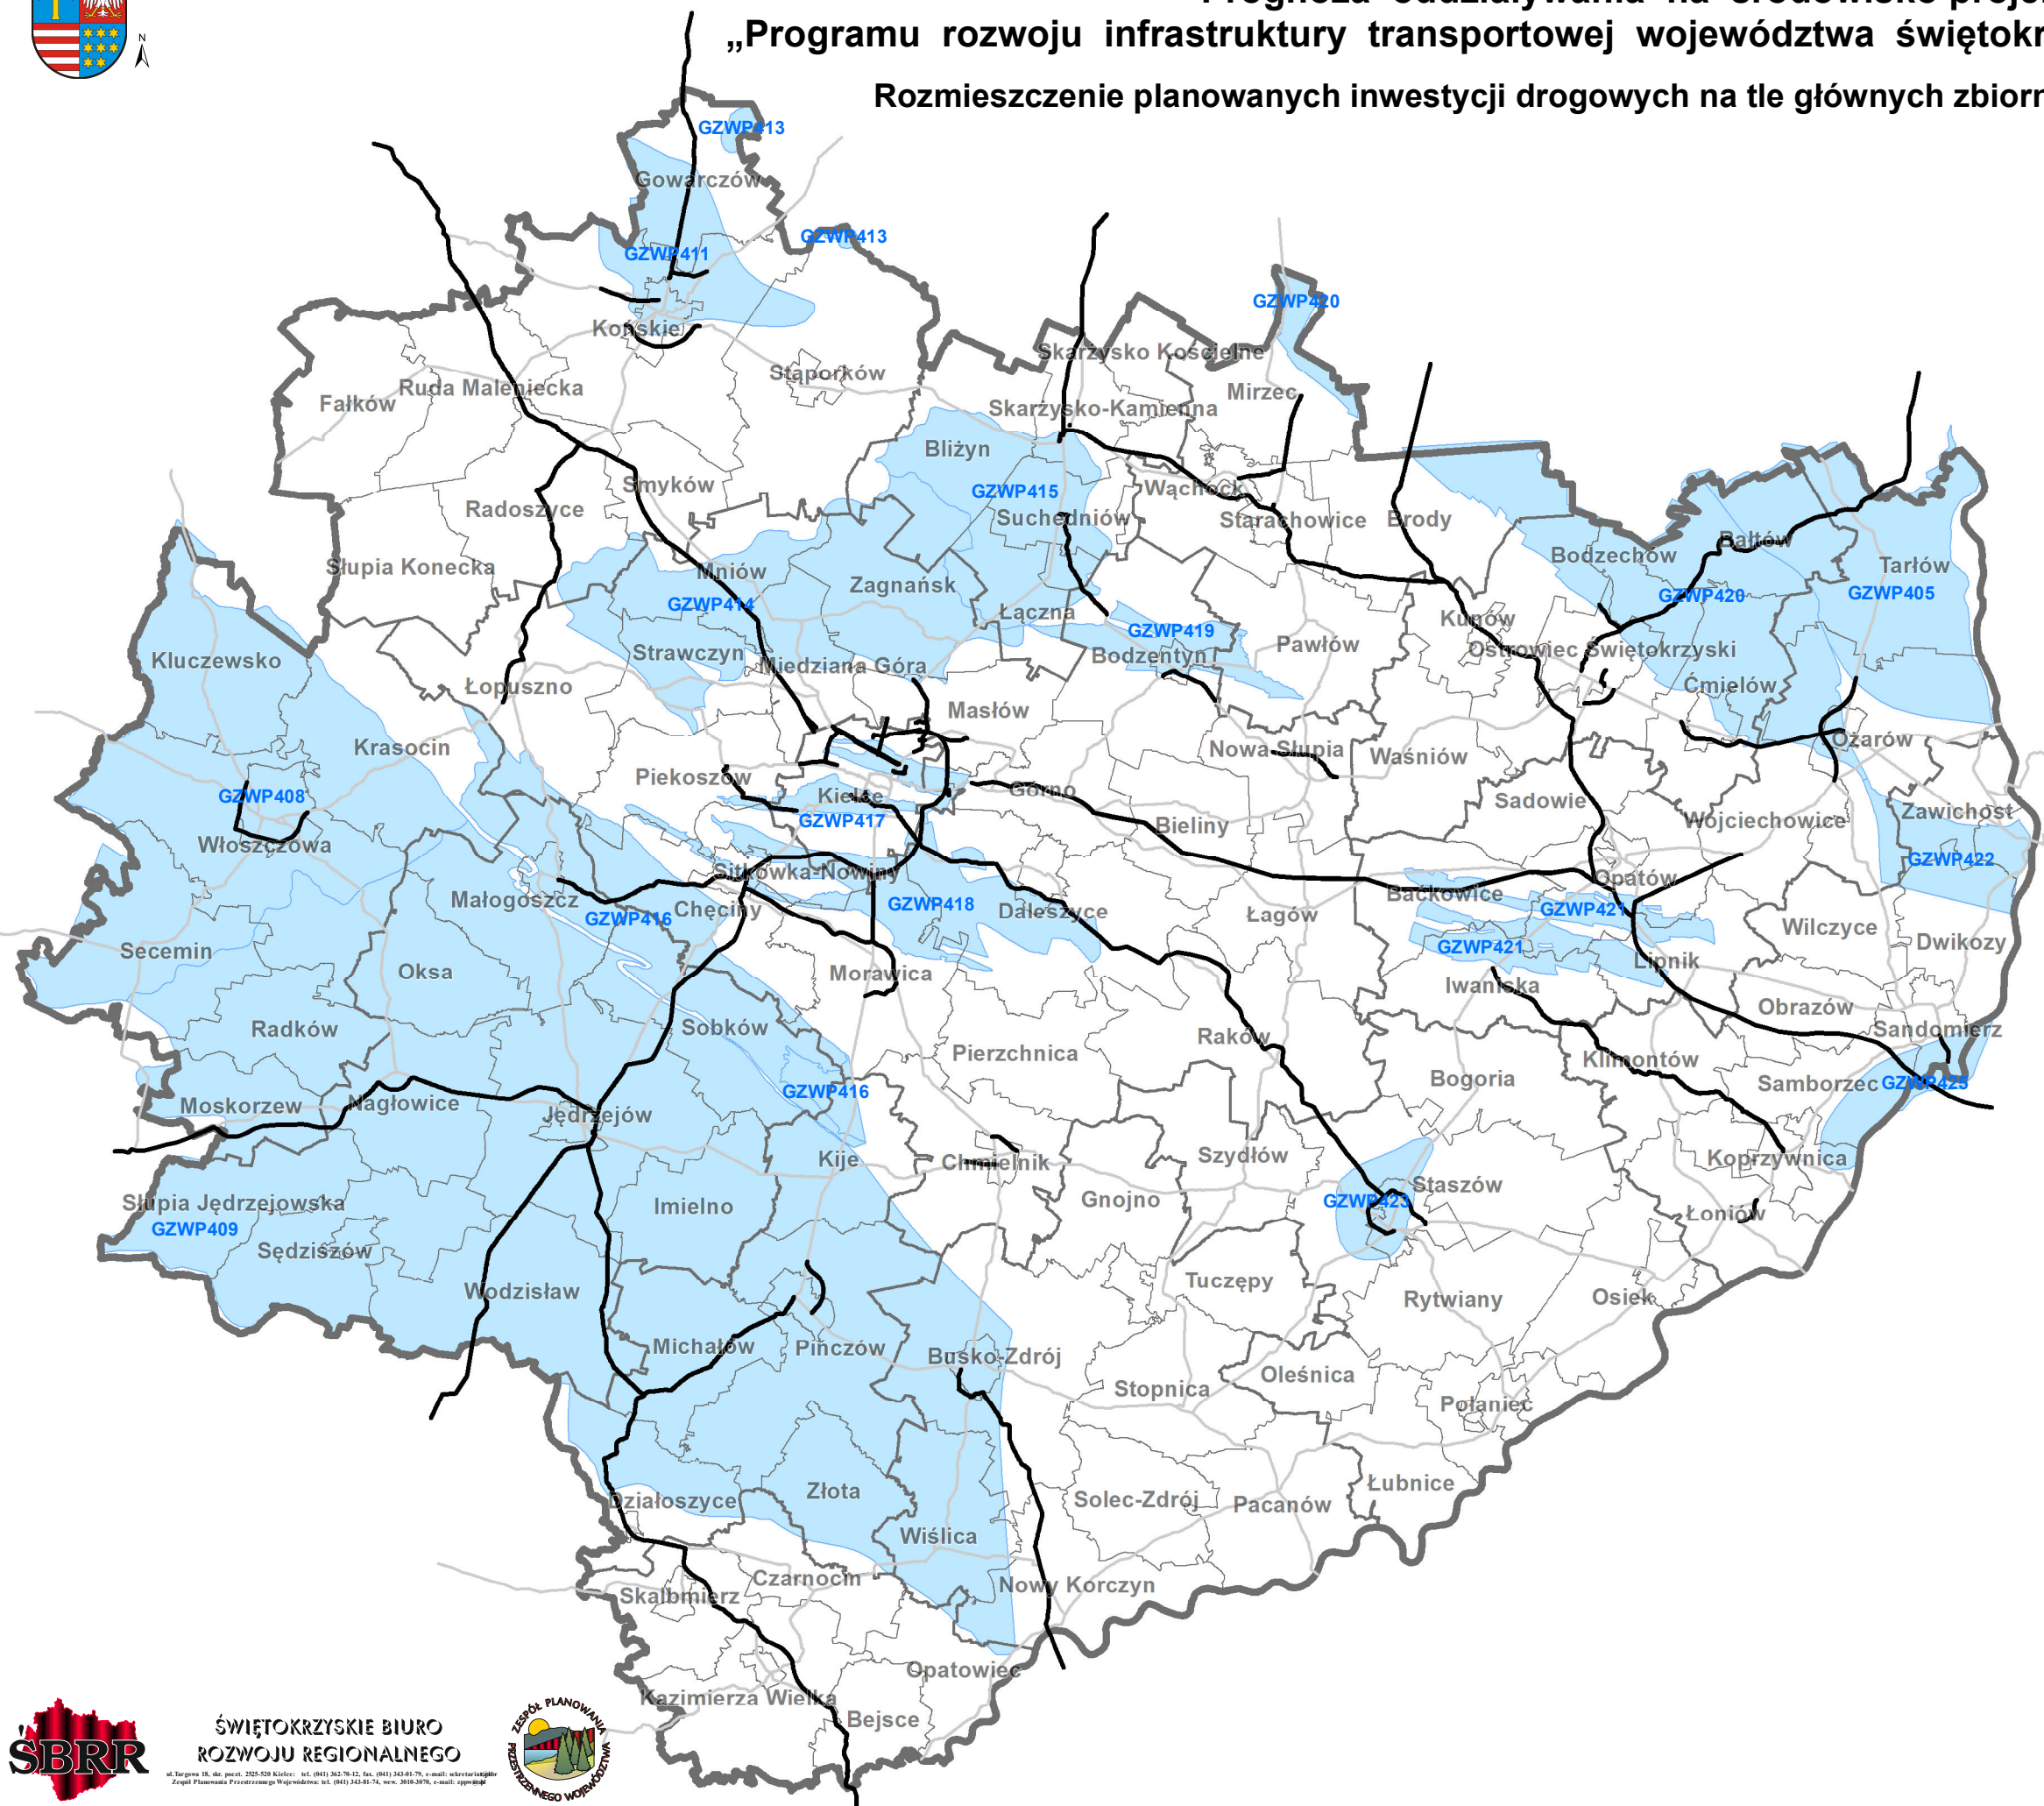 „Programu rozwoju infrastruktury transportowej województwa świętokr
Rozmieszczenie planowanych inwestycji drogowych na tle głównych zbiorn
N
GZWP413
Gowarczów
GZWP413
GZWP411
GZWP420
Końskie
Skarżysko Kościelne
Stąporków
Ruda Maleniecka
Fałków
Mirzec
Skarżysko-Kamienna
Bliżyn
Smyków
GZWP415
Wąchock
Radoszyce
Suchedniów
Starachowice
Brody
Bałtów
Bodzechów
Słupia Konecka
Mniów
Tarłów
Zagnańsk
GZWP414
GZWP420
GZWP405
Łączna
Kunów
GZWP419
Pawłów
Strawczyn
Bodzentyn
Ostrowiec Świętokrzyski
Kluczewsko
Miedziana Góra
Łopuszno
Ćmielów
Masłów
Krasocin
Nowa Słupia
Waśniów
Ożarów
Piekoszów
Górno
GZWP408
Kielce
Sadowie
Zawichost
GZWP417
Bieliny
Wojciechowice
Włoszczowa
GZWP422
Sitkówka-Nowiny
Opatów
Małogoszcz
Baćkowice
GZWP418
Chęciny
GZWP421
Daleszyce
Łagów
GZWP416
Wilczyce
Dwikozy
GZWP421
Secemin
Lipnik
Oksa
Morawica
Iwaniska
Obrazów
Radków
Sobków
Sandomierz
Raków
Pierzchnica
Klimontów
Bogoria
Samborzec
GZWP425
GZWP416
Moskorzew
Nagłowice
Jędrzejów
Kije
Chmielnik
Szydłów
Koprzywnica
Staszów
Słupia Jędrzejowska
Imielno
Gnojno
GZWP423
Łoniów
GZWP409
Sędziszów
Tuczępy
Wodzisław
Rytwiany
Osiek
Michałów
Pińczów
Busko-Zdrój
Oleśnica
Stopnica
Połaniec
Łubnice
Złota
Działoszyce
Solec-Zdrój
Pacanów
Wiślica
Czarnocin
Nowy Korczyn
Skalbmierz
Opatowiec
Kazimierza Wielka
Bejsce
ŚBRR
ŚWIĘTOKRZYSKIE BIURO
ROZWOJU REGIONALNEGO
ZESPÓŁ PLANOWANIA
PRZESTRZENNEGO WOJEWÓDZTWA